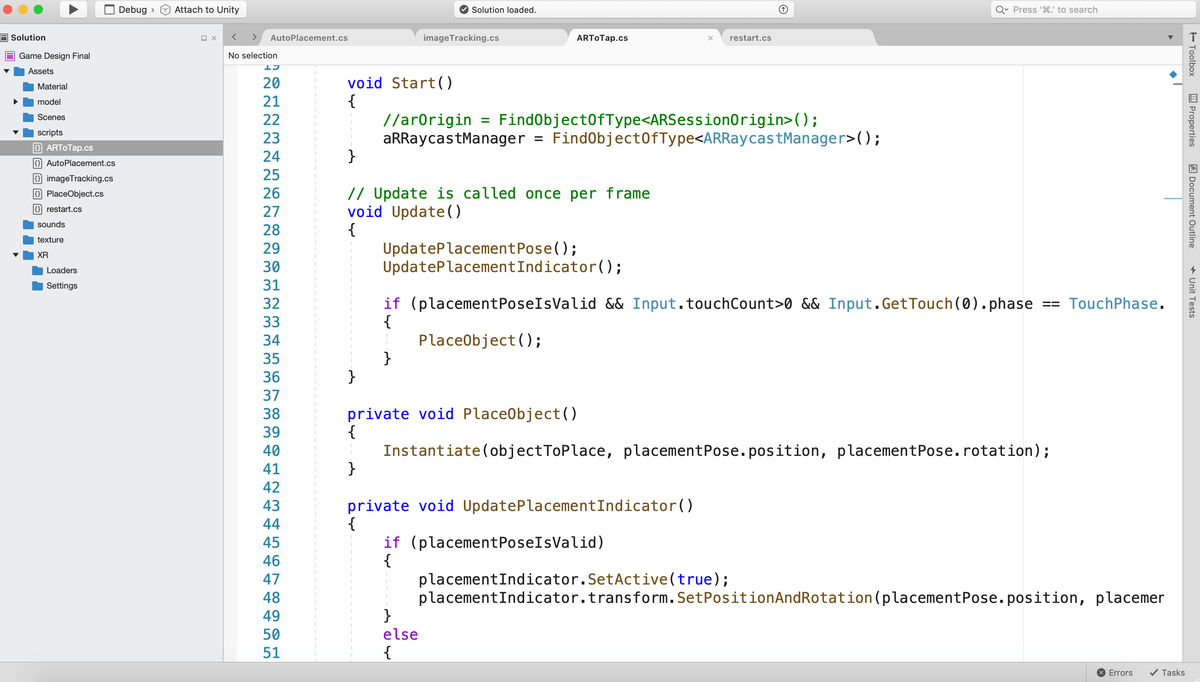 Debug › Attach to Unity
Solution loaded.
Press '⌘.' to search
Solution
Game Design Final
Assets
Material
model
Scenes
scripts
ARToTap.cs
AutoPlacement.cs
imageTracking.cs
PlaceObject.cs
restart.cs
sounds
texture
XR
Loaders
Settings
AutoPlacement.cs imageTracking.cs ARToTap.cs × restart.cs
No selection
19
20 void Start()
21 {
22 //arOrigin = FindObjectOfType<ARSessionOrigin>();
23 aRRaycastManager = FindObjectOfType<ARRaycastManager>();
24 }
25
26 // Update is called once per frame
27 void Update()
28 {
29 UpdatePlacementPose();
30 UpdatePlacementIndicator();
31
32 if (placementPoseIsValid && Input.touchCount>0 && Input.GetTouch(0).phase == TouchPhase.
33 {
34 PlaceObject();
35 }
36 }
37
38 private void PlaceObject()
39 {
40 Instantiate(objectToPlace, placementPose.position, placementPose.rotation);
41 }
42
43 private void UpdatePlacementIndicator()
44 {
45 if (placementPoseIsValid)
46 {
47 placementIndicator.SetActive(true);
48 placementIndicator.transform.SetPositionAndRotation(placementPose.position, placemer
49 }
50 else
51 {
Toolbox
Properties
Document Outline
Unit Tests
Errors Tasks